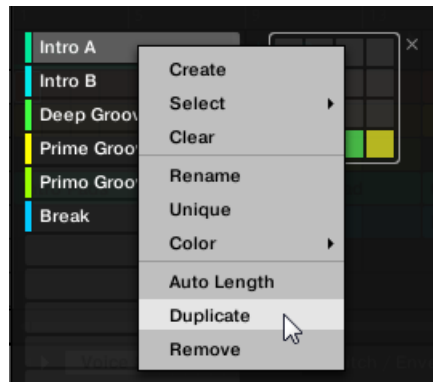 Intro A
Intro B
Deep Groov
Prime Groo
Primo Groo
Break
Create
Select
Clear
Rename
Unique
Color
Auto Length
Duplicate
Remove
Voice